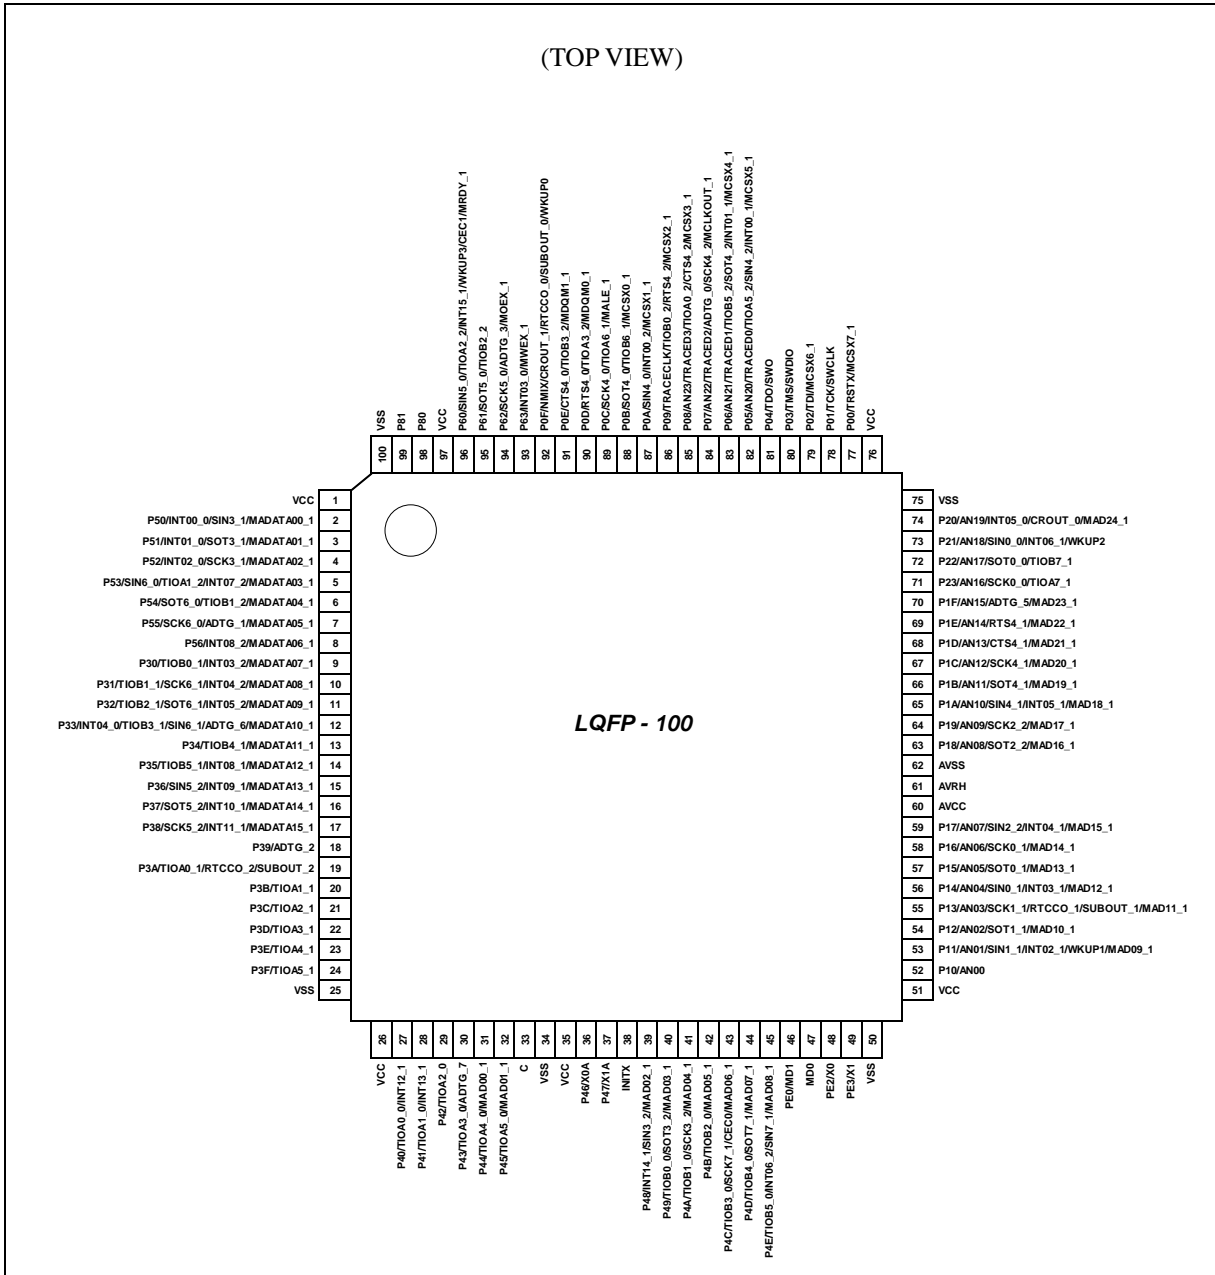 (TOP VIEW)
VSS
P81
P80
VCC
P60/SIN5_0/TIOA2_2/INT15_1/WKUP3/CEC1/MRDY_1
P61/SOT5_0/TIOB2_2
P62/SCK5_0/ADTG_3/MOEX_1
P63/INT03_0/MWEX_1
P0F/NMIX/CROUT_1/RTCCO_0/SUBOUT_0/WKUP0
P0E/CTS4_0/TIOB3_2/MDQM1_1
P0D/RTS4_0/TIOA3_2/MDQM0_1
P0C/SCK4_0/TIOA6_1/MALE_1
P0B/SOT4_0/TIOB6_1/MCSX0_1
P0A/SIN4_0/INT00_2/MCSX1_1
P09/TRACECLK/TIOB0_2/RTS4_2/MCSX2_1
P08/AN23/TRACED3/TIOA0_2/CTS4_2/MCSX3_1
P07/AN22/TRACED2/ADTG_0/SCK4_2/MCLKOUT_1
P06/AN21/TRACED1/TIOB5_2/SOT4_2/INT01_1/MCSX4_1
P05/AN20/TRACED0/TIOA5_2/SIN4_2/INT00_1/MCSX5_1
P04/TDO/SWO
P03/TMS/SWDIO
P02/TDI/MCSX6_1
P01/TCK/SWCLK
P00/TRSTX/MCSX7_1
VCC
100
99
98
97
96
95
94
93
92
91
90
89
88
87
86
85
84
83
82
81
80
79
78
77
76
VCC 1
P50/INT00_0/SIN3_1/MADATA00_1 2
P51/INT01_0/SOT3_1/MADATA01_1 3
P52/INT02_0/SCK3_1/MADATA02_1 4
P53/SIN6_0/TIOA1_2/INT07_2/MADATA03_1 5
P54/SOT6_0/TIOB1_2/MADATA04_1 6
P55/SCK6_0/ADTG_1/MADATA05_1 7
P56/INT08_2/MADATA06_1 8
P30/TIOB0_1/INT03_2/MADATA07_1 9
P31/TIOB1_1/SCK6_1/INT04_2/MADATA08_1 10
P32/TIOB2_1/SOT6_1/INT05_2/MADATA09_1 11
P33/INT04_0/TIOB3_1/SIN6_1/ADTG_6/MADATA10_1 12
P34/TIOB4_1/MADATA11_1 13
P35/TIOB5_1/INT08_1/MADATA12_1 14
P36/SIN5_2/INT09_1/MADATA13_1 15
P37/SOT5_2/INT10_1/MADATA14_1 16
P38/SCK5_2/INT11_1/MADATA15_1 17
P39/ADTG_2 18
P3A/TIOA0_1/RTCCO_2/SUBOUT_2 19
P3B/TIOA1_1 20
P3C/TIOA2_1 21
P3D/TIOA3_1 22
P3E/TIOA4_1 23
P3F/TIOA5_1 24
VSS 25
LQFP - 100
75 VSS
74 P20/AN19/INT05_0/CROUT_0/MAD24_1
73 P21/AN18/SIN0_0/INT06_1/WKUP2
72 P22/AN17/SOT0_0/TIOB7_1
71 P23/AN16/SCK0_0/TIOA7_1
70 P1F/AN15/ADTG_5/MAD23_1
69 P1E/AN14/RTS4_1/MAD22_1
68 P1D/AN13/CTS4_1/MAD21_1
67 P1C/AN12/SCK4_1/MAD20_1
66 P1B/AN11/SOT4_1/MAD19_1
65 P1A/AN10/SIN4_1/INT05_1/MAD18_1
64 P19/AN09/SCK2_2/MAD17_1
63 P18/AN08/SOT2_2/MAD16_1
62 AVSS
61 AVRH
60 AVCC
59 P17/AN07/SIN2_2/INT04_1/MAD15_1
58 P16/AN06/SCK0_1/MAD14_1
57 P15/AN05/SOT0_1/MAD13_1
56 P14/AN04/SIN0_1/INT03_1/MAD12_1
55 P13/AN03/SCK1_1/RTCCO_1/SUBOUT_1/MAD11_1
54 P12/AN02/SOT1_1/MAD10_1
53 P11/AN01/SIN1_1/INT02_1/WKUP1/MAD09_1
52 P10/AN00
51 VCC
26
27
28
29
30
31
32
33
34
35
36
37
38
39
40
41
42
43
44
45
46
47
48
49
50
VCC
P40/TIOA0_0/INT12_1
P41/TIOA1_0/INT13_1
P42/TIOA2_0
P43/TIOA3_0/ADTG_7
P44/TIOA4_0/MAD00_1
P45/TIOA5_0/MAD01_1
C
VSS
VCC
P46/X0A
P47/X1A
INITX
P48/INT14_1/SIN3_2/MAD02_1
P49/TIOB0_0/SOT3_2/MAD03_1
P4A/TIOB1_0/SCK3_2/MAD04_1
P4B/TIOB2_0/MAD05_1
P4C/TIOB3_0/SCK7_1/CEC0/MAD06_1
P4D/TIOB4_0/SOT7_1/MAD07_1
P4E/TIOB5_0/INT06_2/SIN7_1/MAD08_1
PE0/MD1
MD0
PE2/X0
PE3/X1
VSS